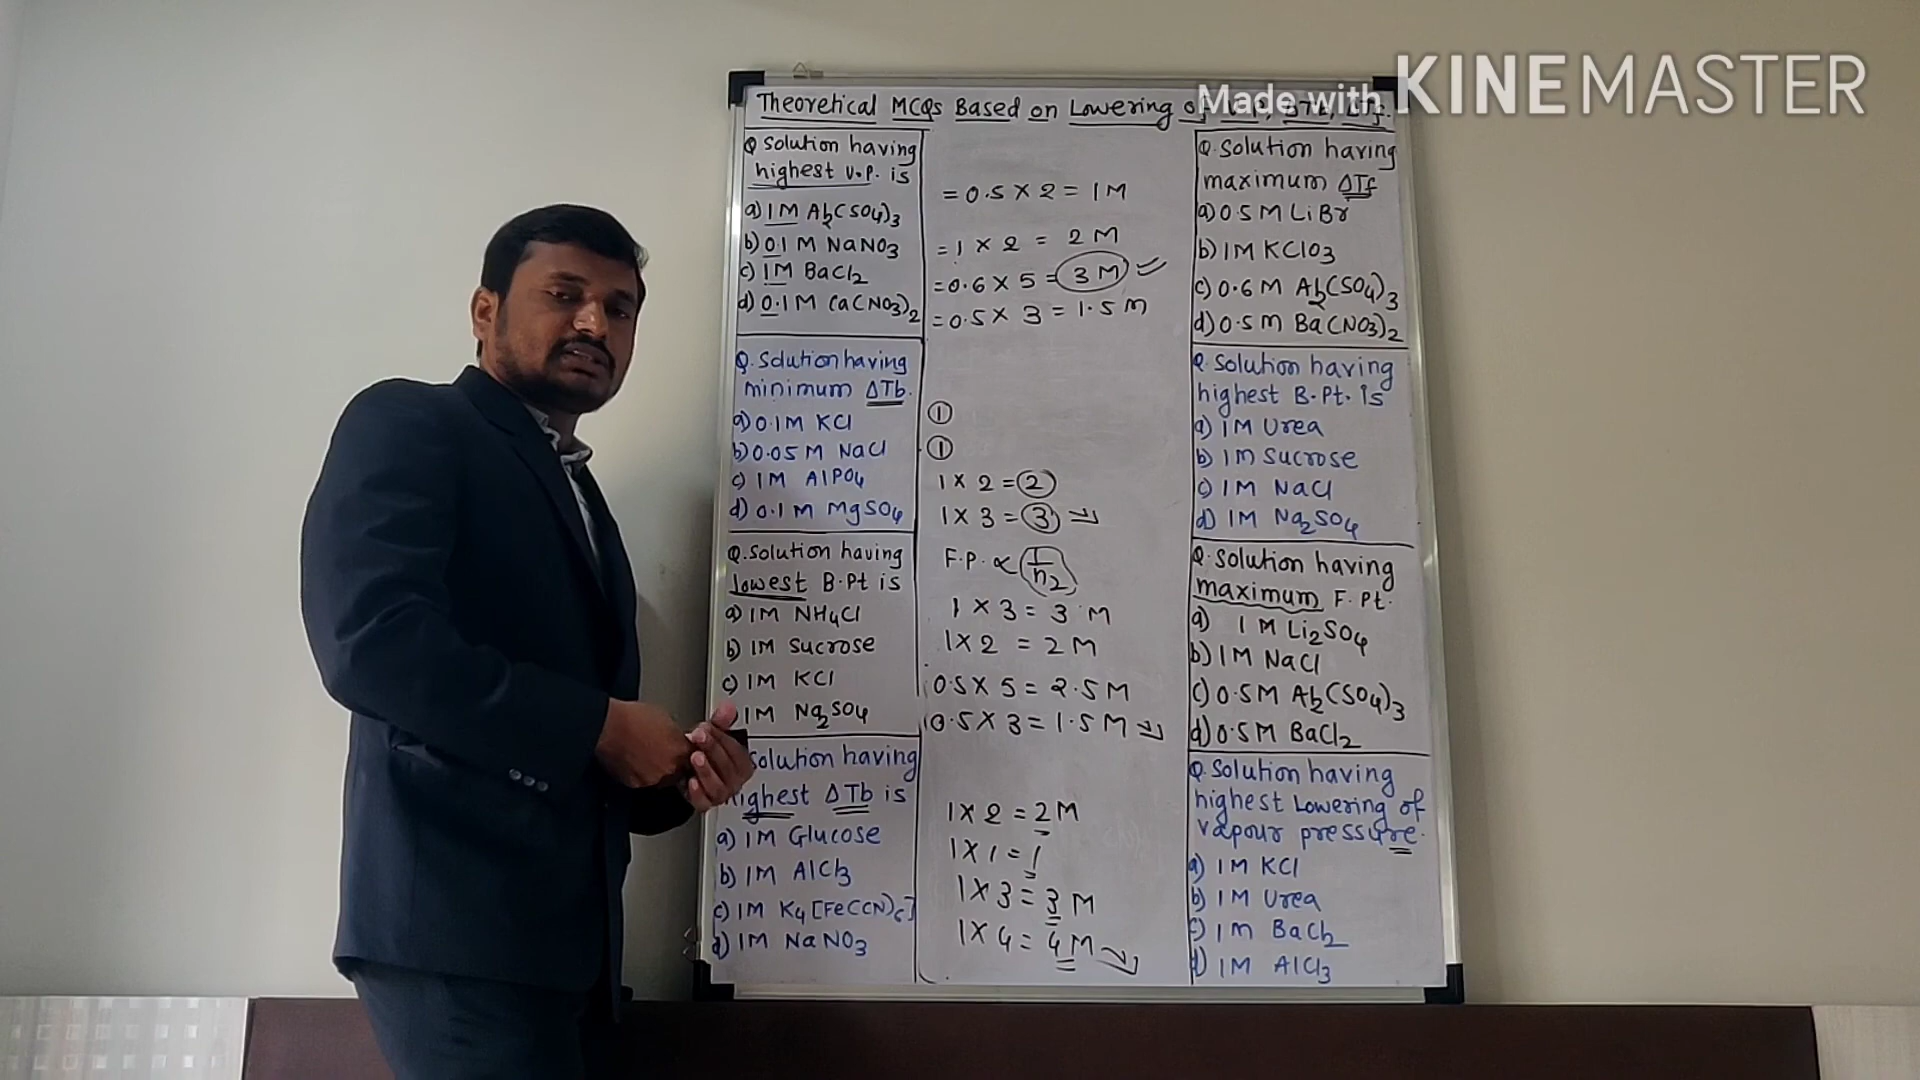 Made with KINEMASTER
Theoretical MCQs Based on Lowering of V.P, ΔTb, ΔTf.
Q Solution having
highest V.P. is
a) 1M Al2(SO4)3
b) 0.1 M NaNO3
c) 1M BaCl2
d) 0.1M Ca(NO3)2
Q. Solution having
minimum ΔTb.
a) 0.1M KCl
b) 0.05 M NaCl
c) 1M AlPO4
d) 0.1M MgSO4
Q. Solution having
lowest B.Pt is
a) 1M NH4Cl
b) 1M Sucrose
c) 1M KCl
1M Na2SO4
Solution having
highest ΔTb is
a) 1M Glucose
b) 1M AlCl3
c) 1M K4[Fe(CN)6]
d) 1M NaNO3
= 0.5 × 2 = 1M
= 1 × 2 = 2M
= 0.6 × 5 = 3M
= 0.5 × 3 = 1.5 M
1
1
1 × 2 = 2
1 × 3 = 3
F.P. ∝ 1/n2
1 × 3 = 3 M
1×2 = 2M
0.5 × 5 = 2.5M
0.5 × 3 = 1.5M
1×2 = 2M
1×1 = 1
1×3 = 3 M
1×4 = 4M
Q. Solution having
maximum ΔTf
a) 0.5M LiBr
b) 1M KClO3
c) 0.6 M Al2(SO4)3
d) 0.5M Ba(NO3)2
Q. Solution having
highest B.Pt. is
a) 1M Urea
b) 1M Sucrose
c) 1M NaCl
d) 1M Na2SO4
Q. Solution having
maximum F.Pt.
a) 1M Li2SO4
b) 1M NaCl
c) 0.5M Al2(SO4)3
d) 0.5M BaCl2
Q. Solution having
highest Lowering of
vapour pressure.
a) 1M KCl
b) 1M Urea
c) 1M BaCl2
d) 1M AlCl3